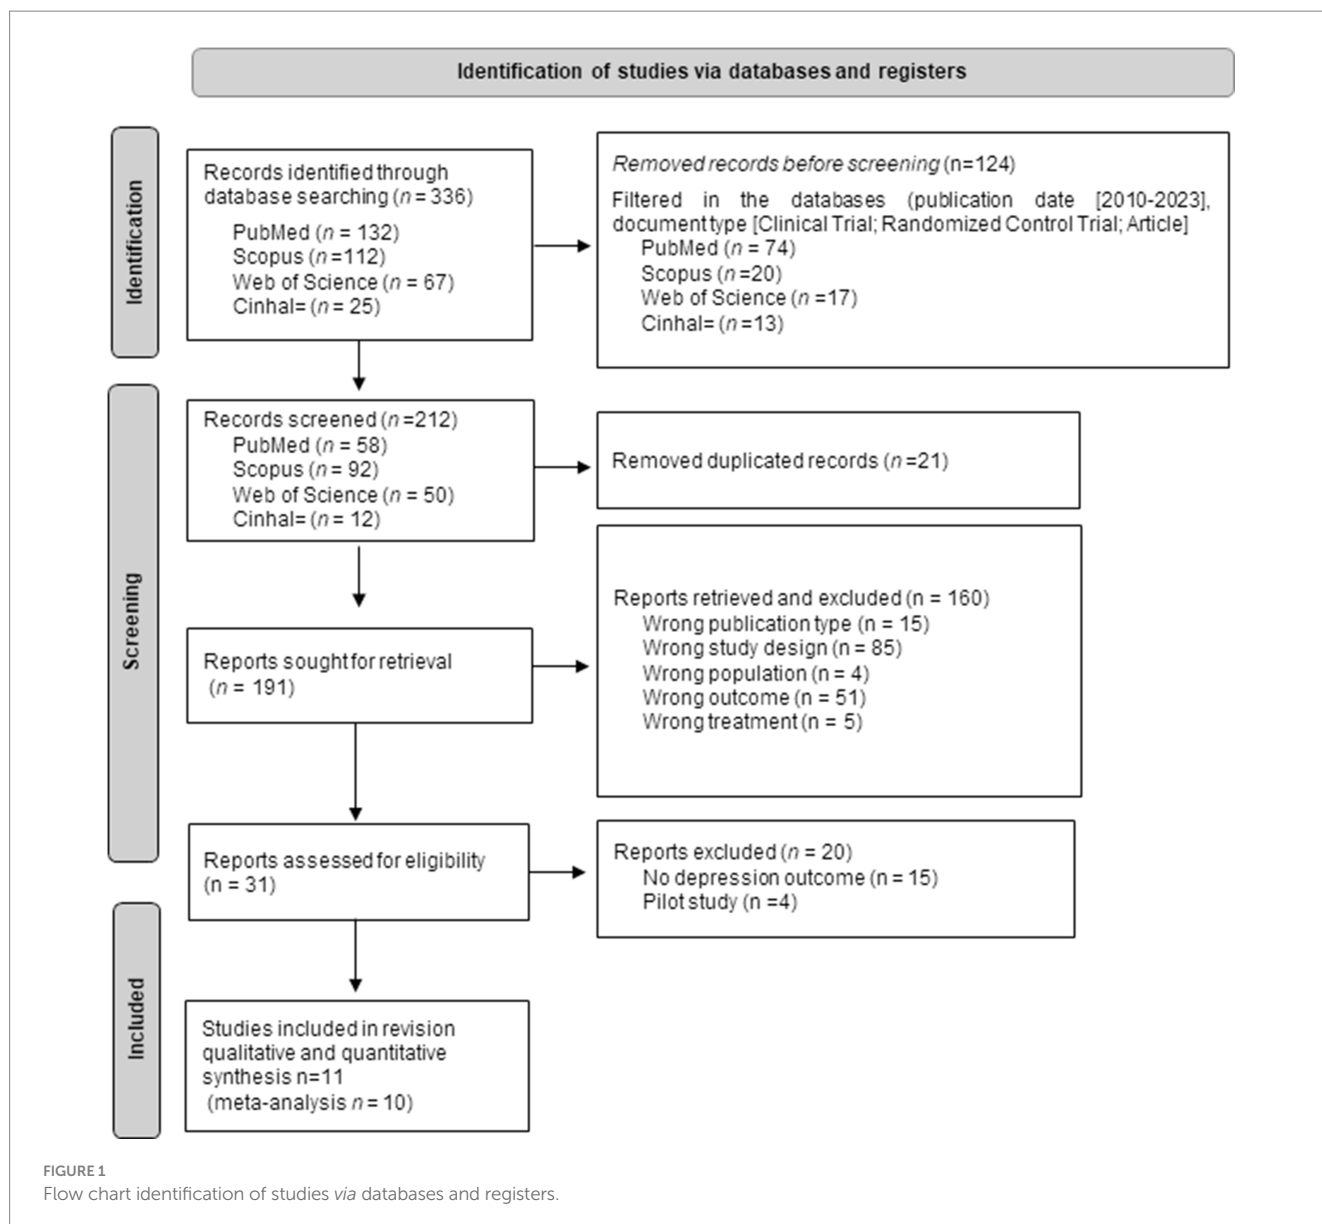 Identification of studies via databases and registers
Identification
Records identified through
database searching (n = 336)
PubMed (n = 132)
Scopus (n =112)
Web of Science (n = 67)
Cinhal= (n = 25)
Removed records before screening (n=124)
Filtered in the databases (publication date [2010-2023],
document type [Clinical Trial; Randomized Control Trial; Article]
PubMed (n = 74)
Scopus (n =20)
Web of Science (n =17)
Cinhal= (n =13)
Screening
Records screened (n =212)
PubMed (n = 58)
Scopus (n = 92)
Web of Science (n = 50)
Cinhal= (n = 12)
Removed duplicated records (n =21)
Reports sought for retrieval
(n = 191)
Reports retrieved and excluded (n = 160)
Wrong publication type (n = 15)
Wrong study design (n = 85)
Wrong population (n = 4)
Wrong outcome (n = 51)
Wrong treatment (n = 5)
Reports assessed for eligibility
(n = 31)
Reports excluded (n = 20)
No depression outcome (n = 15)
Pilot study (n =4)
Included
Studies included in revision
qualitative and quantitative
synthesis n=11
(meta-analysis n = 10)
FIGURE 1
Flow chart identification of studies via databases and registers.